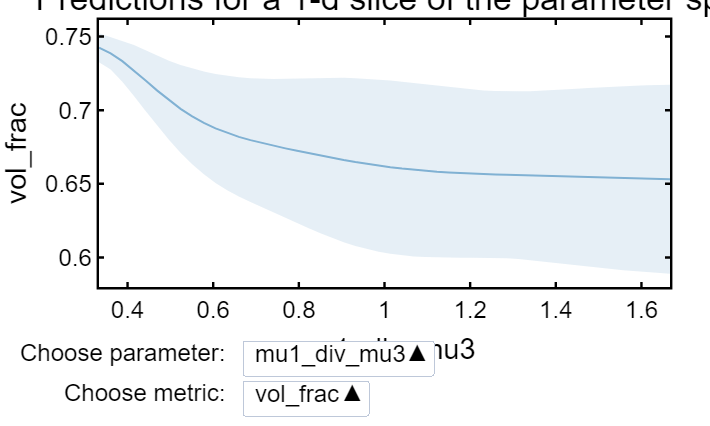 Predictions for a 1-d slice of the parameter
0.75
0.7
0.65
0.6
vol_frac
0.4 0.6 0.8 1 1.2 1.4 1.6
Choose parameter: mu1_div_mu3▲
Choose metric: vol_frac▲